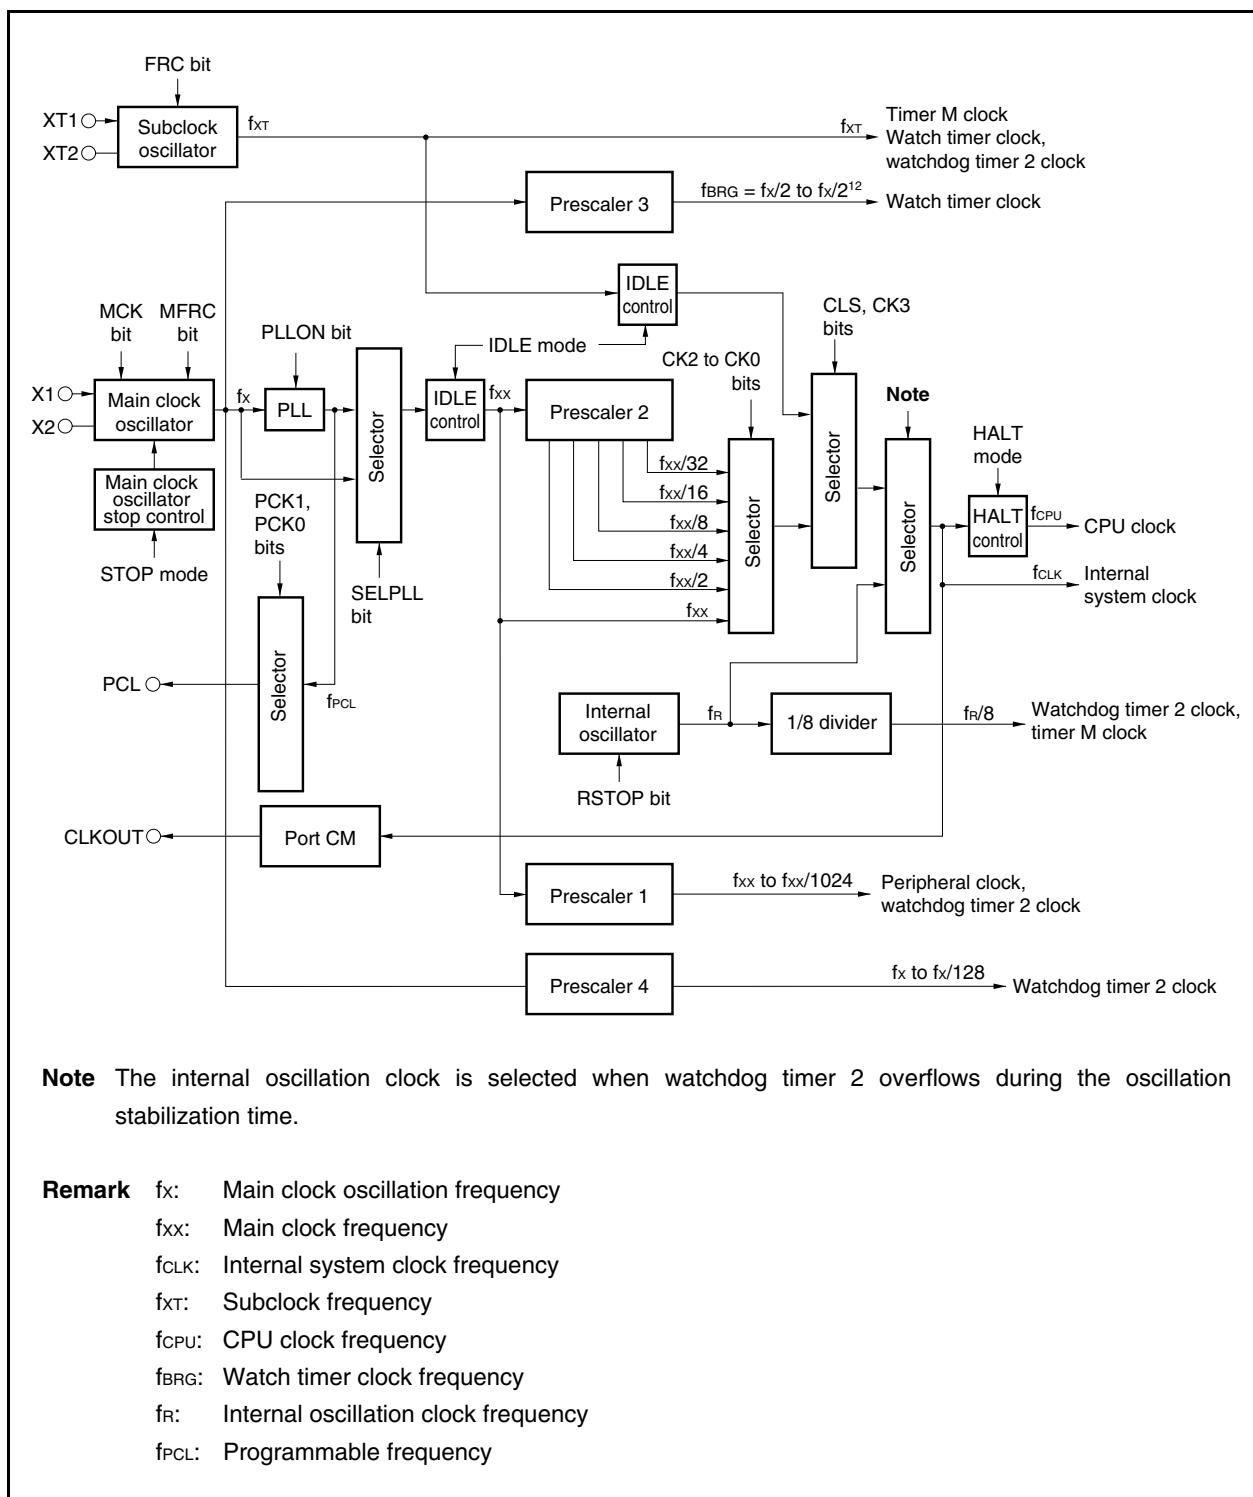 FRC bit
XT1
XT2
Subclock
oscillator
fXT
fXT
Timer M clock
Watch timer clock,
watchdog timer 2 clock
Prescaler 3
fBRG = fX/2 to fX/2¹²
Watch timer clock
IDLE
control
MCK
bit
MFRC
bit
PLLON bit
IDLE mode
CLS, CK3
bits
CK2 to CK0
bits
X1
X2
Main clock
oscillator
fX
PLL
Selector
IDLE
control
fXX
Prescaler 2
Note
Main clock
oscillator
stop control
STOP mode
PCK1,
PCK0
bits
SELPLL
bit
fXX/32
fXX/16
fXX/8
fXX/4
fXX/2
fXX
Selector
Selector
Selector
HALT
mode
HALT
control
fCPU
CPU clock
fCLK
Internal
system clock
PCL
Selector
fPCL
Internal
oscillator
fR
1/8 divider
fR/8
Watchdog timer 2 clock,
timer M clock
RSTOP bit
CLKOUT
Port CM
Prescaler 1
fXX to fXX/1024
Peripheral clock,
watchdog timer 2 clock
Prescaler 4
fX to fX/128
Watchdog timer 2 clock
Note The internal oscillation clock is selected when watchdog timer 2 overflows during the oscillation
stabilization time.
Remark fX: Main clock oscillation frequency
fXX: Main clock frequency
fCLK: Internal system clock frequency
fXT: Subclock frequency
fCPU: CPU clock frequency
fBRG: Watch timer clock frequency
fR: Internal oscillation clock frequency
fPCL: Programmable frequency